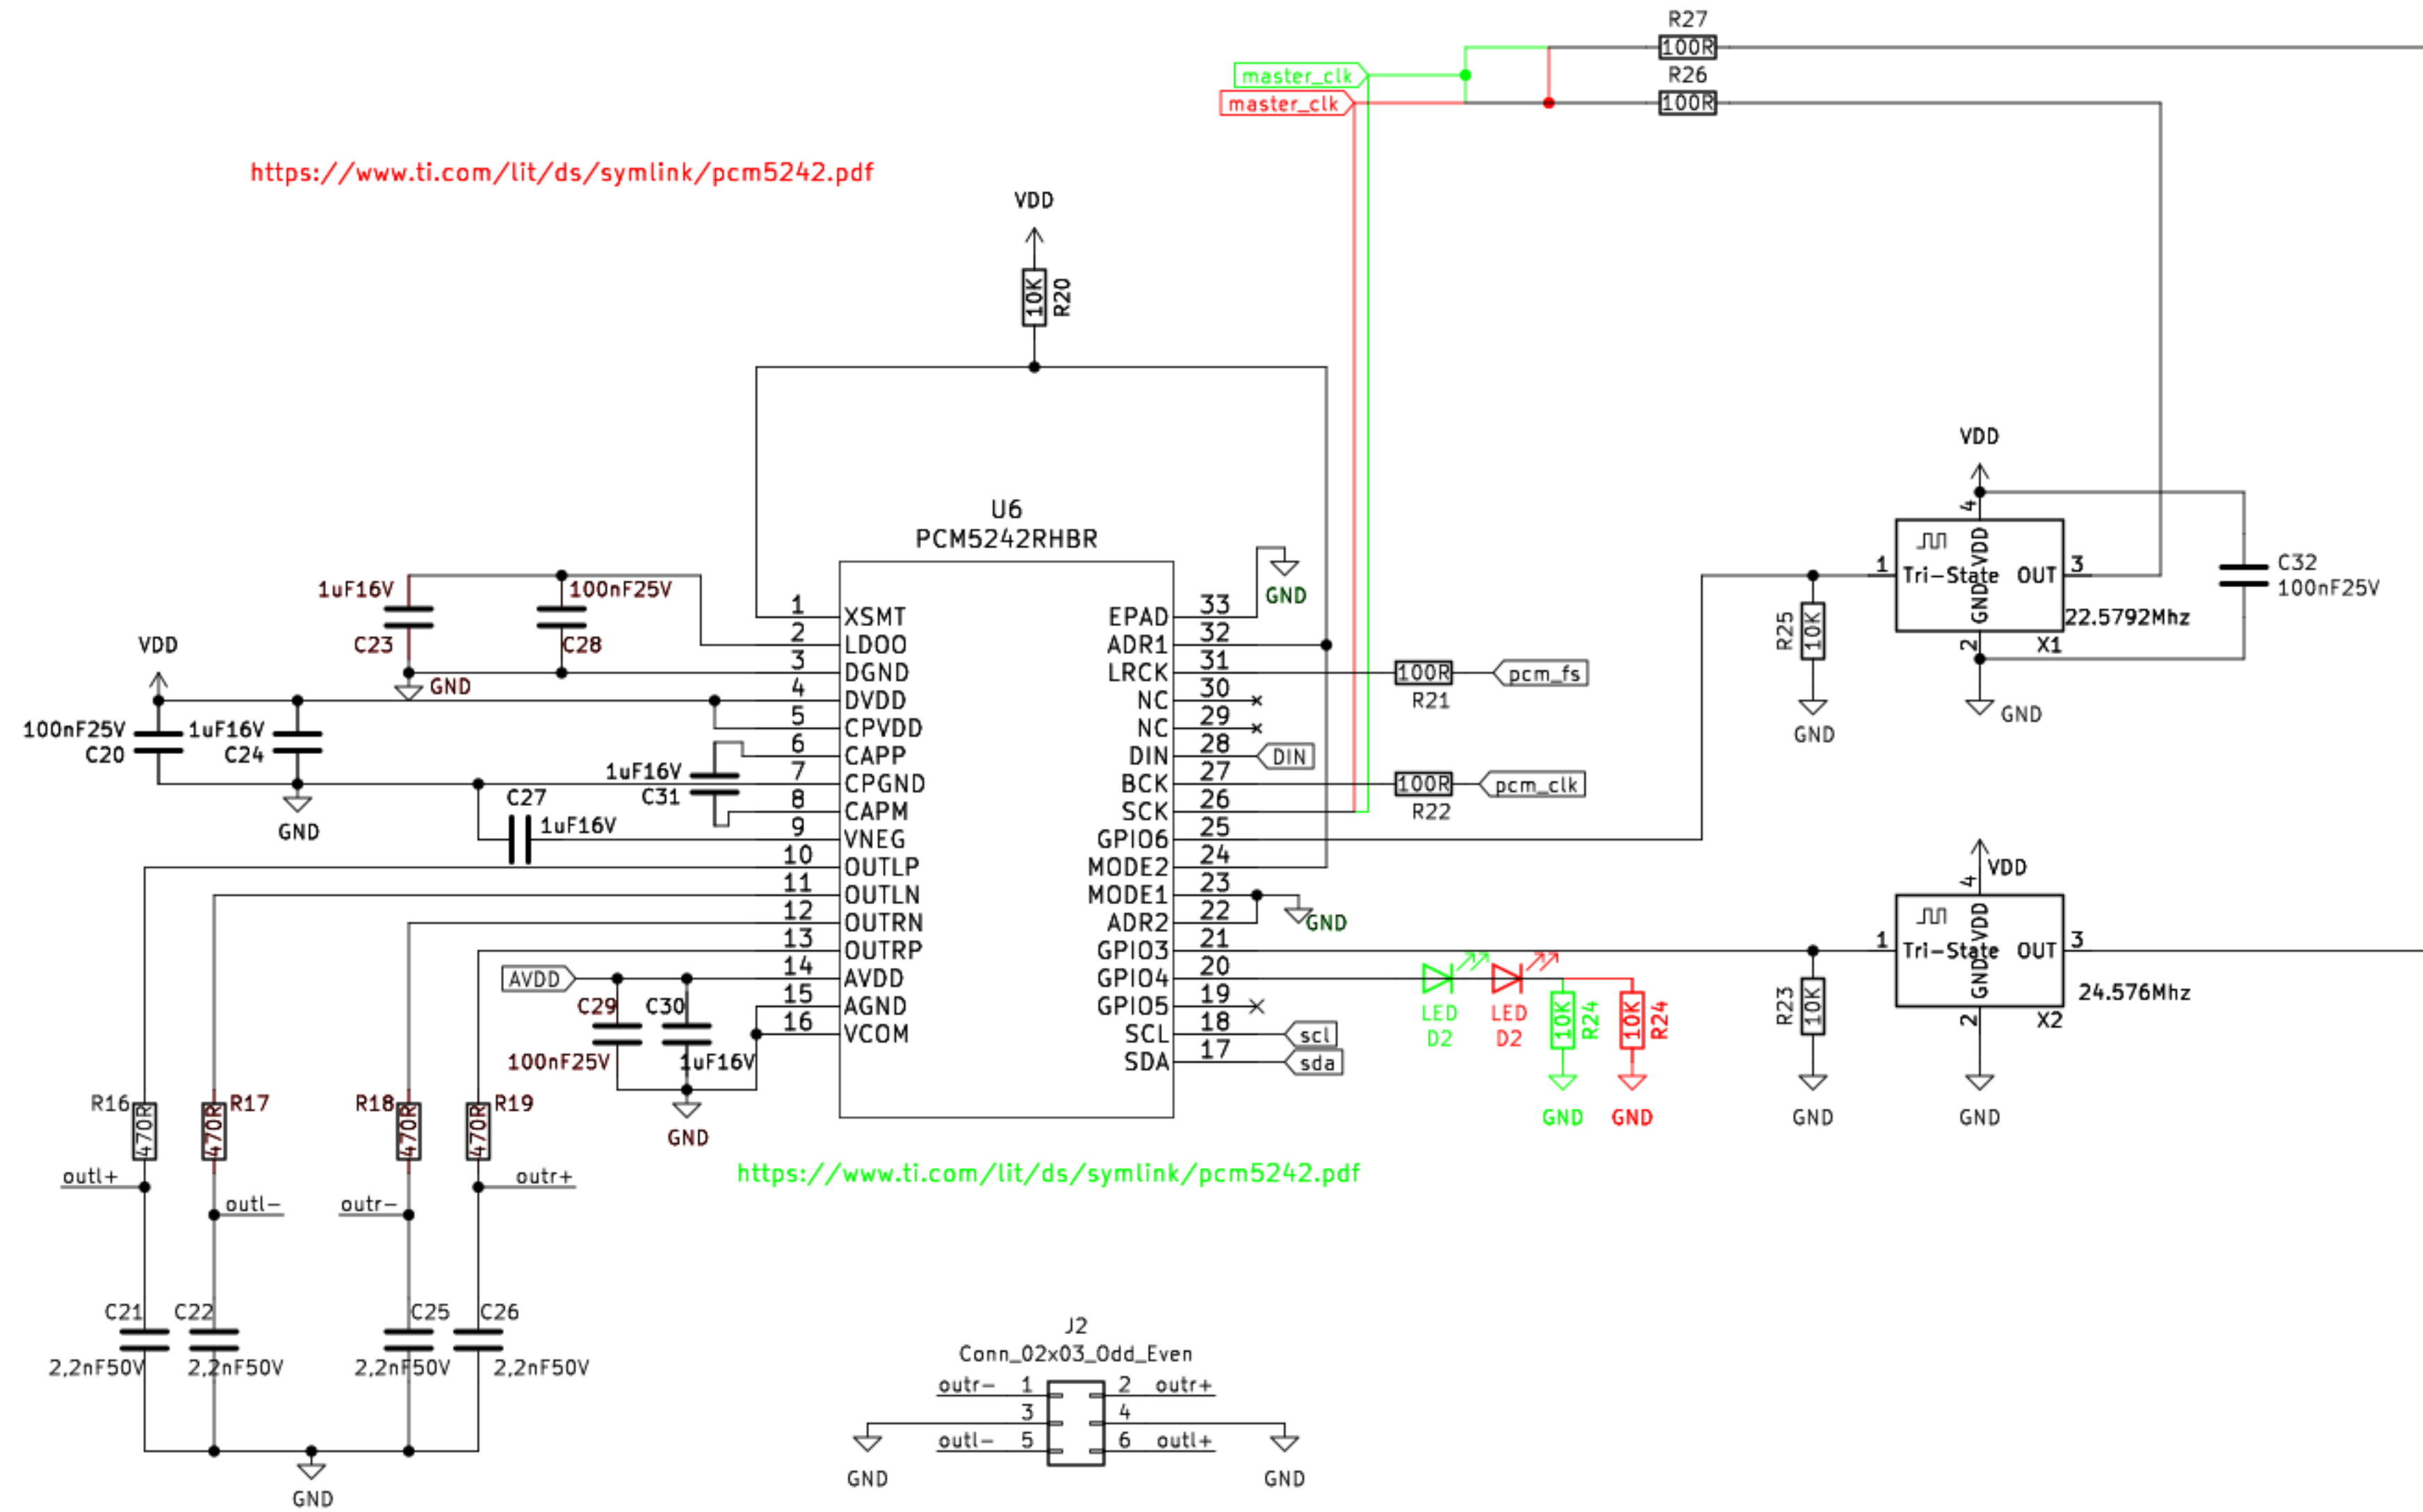 R27
100R
master_clk
R26
master_clk
100R
https://www.ti.com/lit/ds/symlink/pcm5242.pdf
VDD
10K
R20
VDD
U6
PCM5242RHBR
4
VDD
1 Tri-State OUT 3
GND
2
22.5792Mhz
X1
C32
100nF25V
R25
10K
GND
GND
1uF16V
C23
100nF25V
C28
GND
VDD
100nF25V
C20
1uF16V
C24
GND
1uF16V
C31
C27
1uF16V
1 XSMT
2 LDOO
3 DGND
4 DVDD
5 CPVDD
6 CAPP
7 CPGND
8 CAPM
9 VNEG
10 OUTLP
11 OUTLN
12 OUTRN
13 OUTRP
14 AVDD
15 AGND
16 VCOM
EPAD 33
ADR1 32
LRCK 31
NC 30
NC 29
DIN 28
BCK 27
SCK 26
GPIO6 25
MODE2 24
MODE1 23
ADR2 22
GPIO3 21
GPIO4 20
GPIO5 19
SCL 18
SDA 17
GND
100R
R21
pcm_fs
DIN
100R
R22
pcm_clk
GND
scl
sda
VDD
4
VDD
1 Tri-State OUT 3
GND
2
24.576Mhz
X2
R23
10K
GND
GND
LED
D2
LED
D2
10K
R24
10K
R24
GND
GND
AVDD
C29
100nF25V
C30
1uF16V
GND
R16
470R
R17
470R
R18
470R
R19
470R
https://www.ti.com/lit/ds/symlink/pcm5242.pdf
outl+
outl-
outr-
outr+
C21
2,2nF50V
C22
2,2nF50V
C25
2,2nF50V
C26
2,2nF50V
GND
J2
Conn_02x03_Odd_Even
outr- 1 2 outr+
3 4
outl- 5 6 outl+
GND
GND